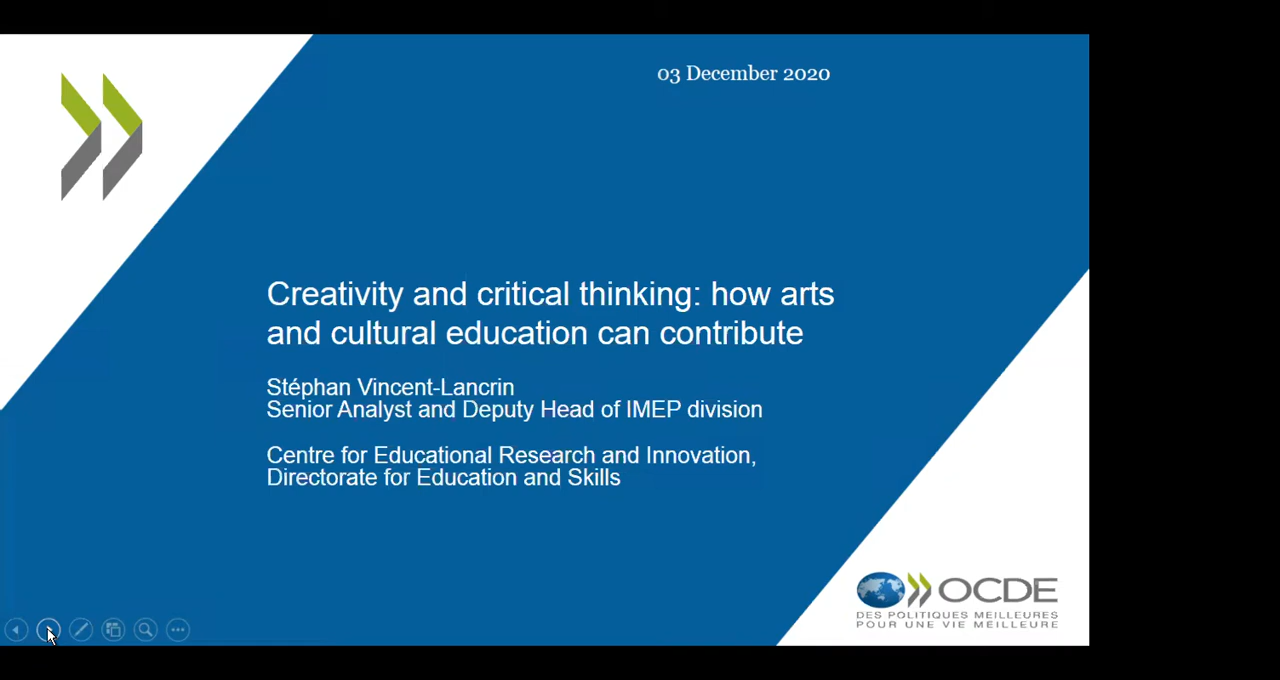 03 December 2020
Creativity and critical thinking: how arts
and cultural education can contribute
Stéphan Vincent-Lancrin
Senior Analyst and Deputy Head of IMEP division
Centre for Educational Research and Innovation,
Directorate for Education and Skills
OCDE
DES POLITIQUES MEILLEURES
POUR UNE VIE MEILLEURE